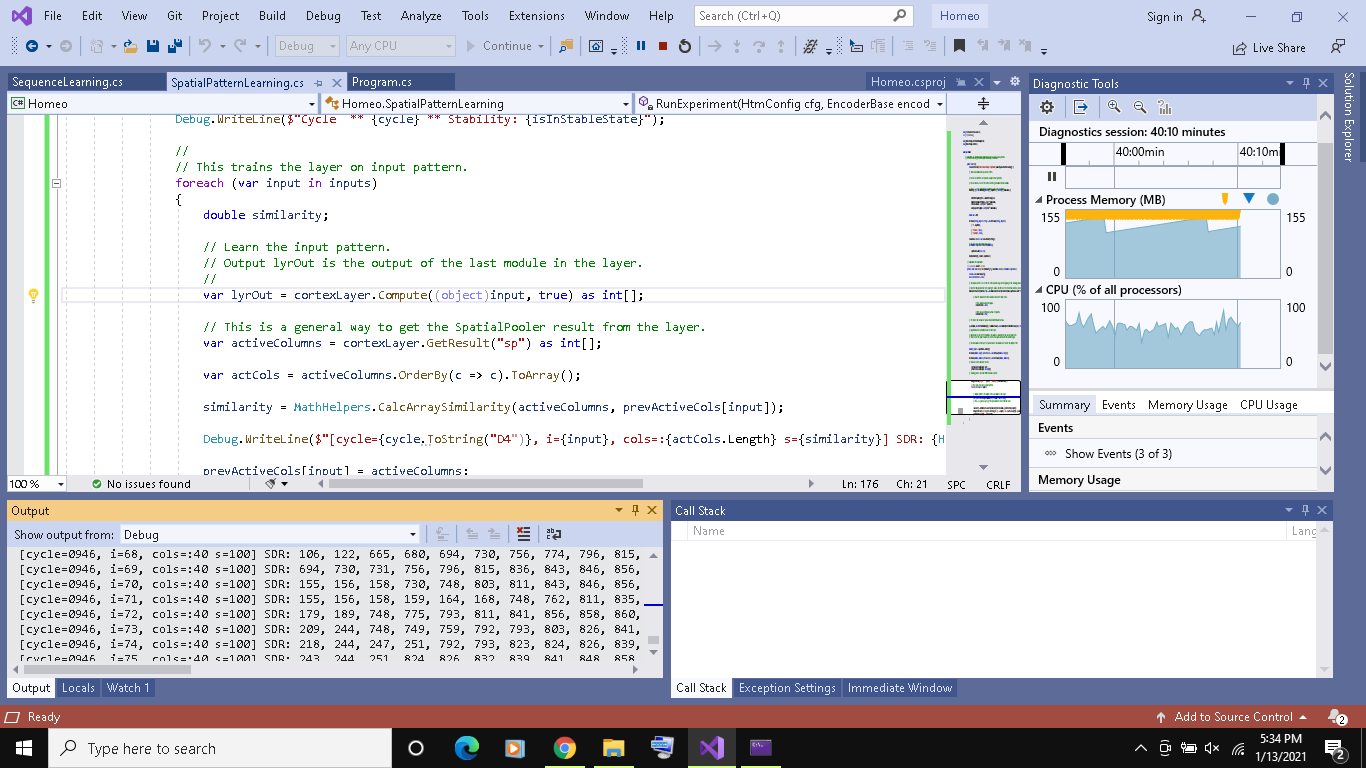 File Edit View Git Project Build Debug Test Analyze Tools Extensions Window Help Search (Ctrl+Q) Homeo Sign in
Debug Any CPU Continue Live Share
SequenceLearning.cs SpatialPatternLearning.cs Program.cs Homeo.csproj
C# Homeo Homeo.SpatialPatternLearning RunExperiment(HtmConfig cfg, EncoderBase encod
Debug.WriteLine($"Cycle ** {cycle} ** Stability: {isInStableState}");
// This trains the layer on input pattern.
foreach (var input in inputs)
{
double similarity;
// Learn the input pattern.
// Output lyrOut is the output of the last module in the layer.
var lyrOut = cortexLayer.Compute((object)input, true) as int[];
// This is a general way to get the SpatialPooler result from the layer.
var activeColumns = cortexLayer.GetResult("sp") as int[];
var actCols = activeColumns.OrderBy(c => c).ToArray();
similarity = MathHelpers.CalcArraySimilarity(activeColumns, prevActiveCols[input]);
Debug.WriteLine($"[cycle={cycle.ToString("D4")}, i={input}, cols=:{actCols.Length} s={similarity}] SDR: {H
prevActiveCols[input] = activeColumns;
100 % No issues found Ln: 176 Ch: 21 SPC CRLF
Diagnostic Tools
Diagnostics session: 40:10 minutes
40:00min 40:10m
Process Memory (MB)
155 155
0 0
CPU (% of all processors)
100 100
0 0
Summary Events Memory Usage CPU Usage
Events
Show Events (3 of 3)
Memory Usage
Solution Explorer
Output
Show output from: Debug
[cycle=0946, i=68, cols=:40 s=100] SDR: 106, 122, 665, 680, 694, 730, 756, 774, 796, 815,
[cycle=0946, i=69, cols=:40 s=100] SDR: 694, 730, 731, 756, 796, 815, 836, 843, 846, 856,
[cycle=0946, i=70, cols=:40 s=100] SDR: 155, 156, 158, 730, 748, 803, 811, 843, 846, 856,
[cycle=0946, i=71, cols=:40 s=100] SDR: 155, 156, 158, 159, 164, 168, 748, 762, 811, 835,
[cycle=0946, i=72, cols=:40 s=100] SDR: 179, 189, 748, 775, 793, 811, 841, 856, 858, 860,
[cycle=0946, i=73, cols=:40 s=100] SDR: 209, 244, 748, 749, 759, 792, 793, 803, 826, 841,
[cycle=0946, i=74, cols=:40 s=100] SDR: 218, 244, 247, 251, 792, 793, 823, 824, 826, 839,
[cycle=0946, i=75, cols=:40 s=100] SDR: 243, 244, 251, 824, 826, 832, 839, 841, 848, 858,
Output Locals Watch 1
Call Stack
Name Lang
Call Stack Exception Settings Immediate Window
Ready Add to Source Control 2
Type here to search
5:34 PM
1/13/2021
2